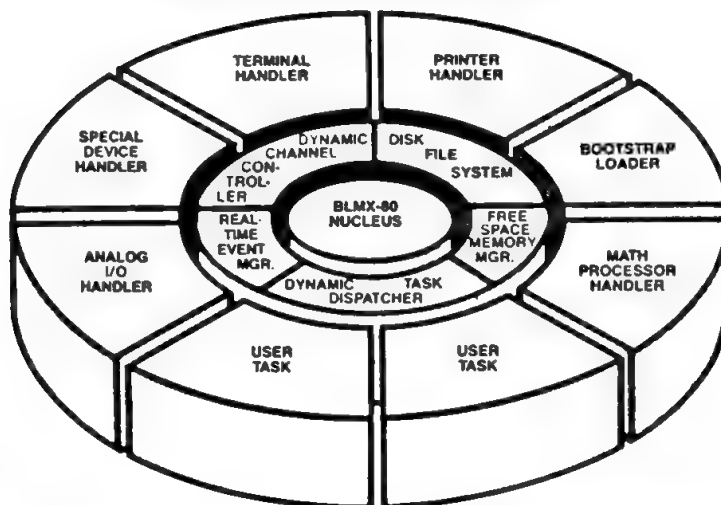 TERMINAL
HANDLER
PRINTER
HANDLER
SPECIAL
DEVICE
HANDLER
BOOTSTRAP
LOADER
DYNAMIC
CHANNEL
CON-
TROL-
LER
DISK
FILE
SYSTEM
BLMX-80
NUCLEUS
REAL-
TIME
EVENT
MGR.
FREE
SPACE
MEMORY
MGR.
ANALOG
I/O
HANDLER
MATH
PROCESSOR
HANDLER
DYNAMIC TASK
DISPATCHER
USER
TASK
USER
TASK